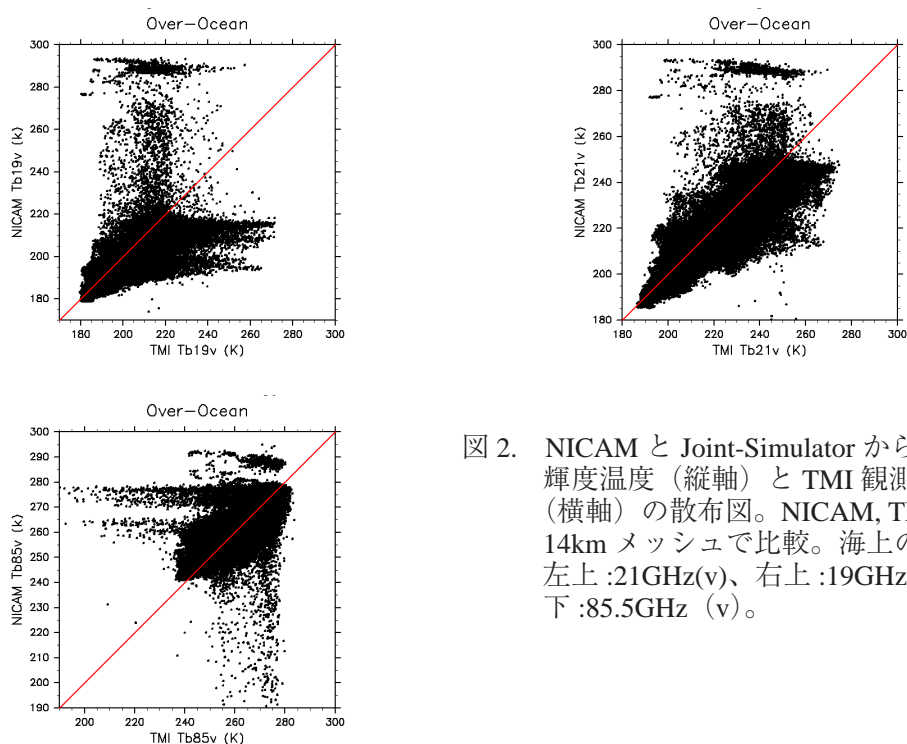 Over-Ocean
NICAM Tb19v (k)
300
280
260
240
220
200
180
180 200 220 240 260 280 300
TMI Tb19v (K)
Over-Ocean
NICAM Tb21v (k)
300
280
260
240
220
200
180
180 200 220 240 260 280 300
TMI Tb21v (K)
Over-Ocean
NICAM Tb85v (k)
300
290
280
270
260
250
240
230
220
210
200
190
200 220 240 260 280 300
TMI Tb85v (K)
図 2. NICAM と Joint-Simulator から
輝度温度(縦軸)と TMI 観測
(横軸)の散布図。NICAM, T
14km メッシュで比較。海上の
左上 :21GHz(v)、右上 :19GHz
下 :85.5GHz(v)。